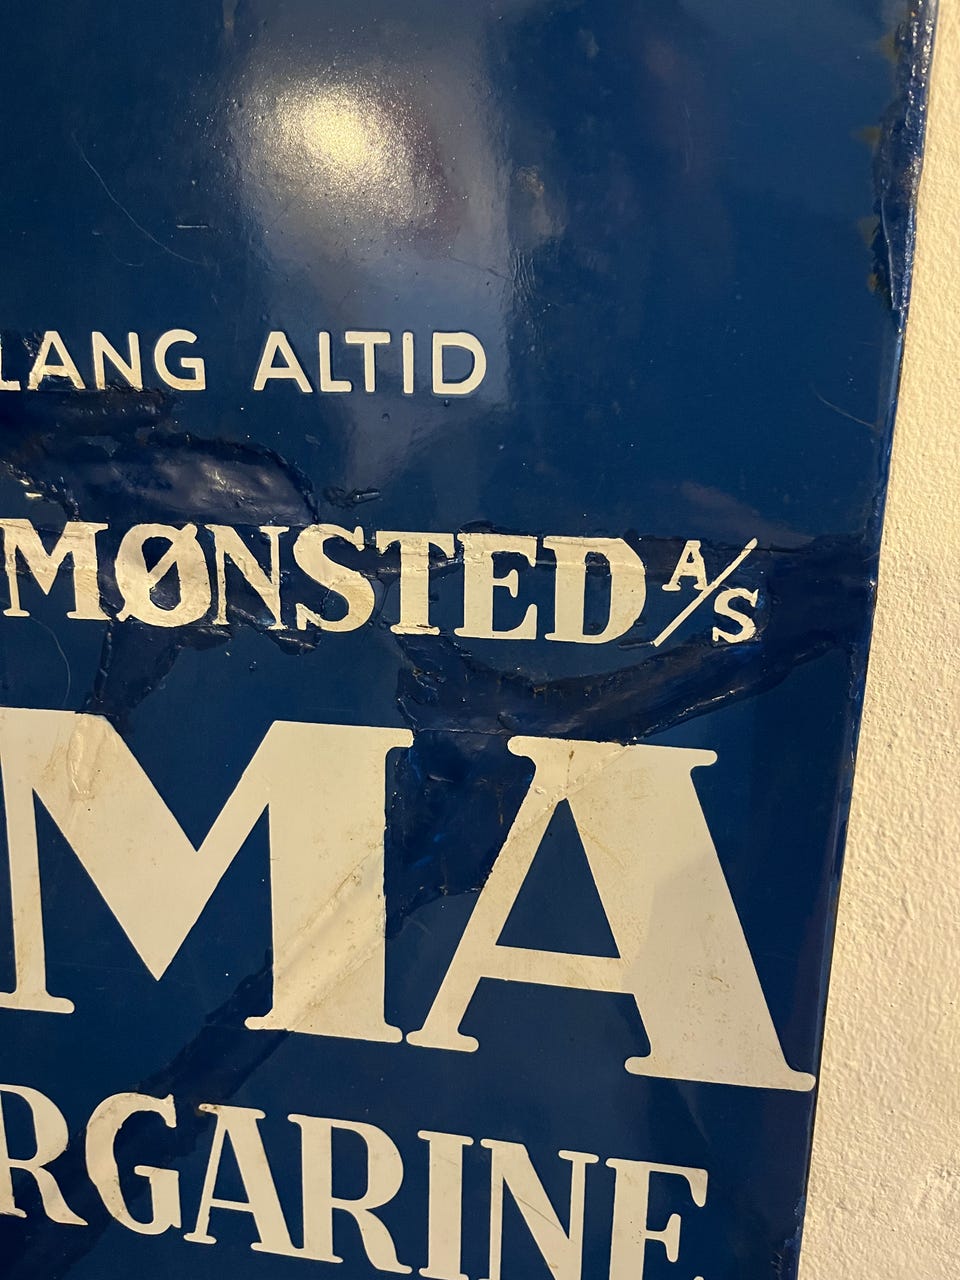 LANG ALTID
MØNSTED A/S
MA
RGARINE